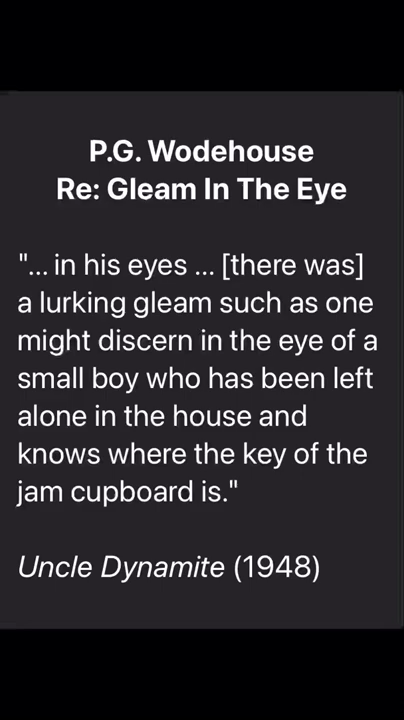 P.G. Wodehouse
Re: Gleam In The Eye
"... in his eyes ... [there was]
a lurking gleam such as one
might discern in the eye of a
small boy who has been left
alone in the house and
knows where the key of the
jam cupboard is."
Uncle Dynamite (1948)